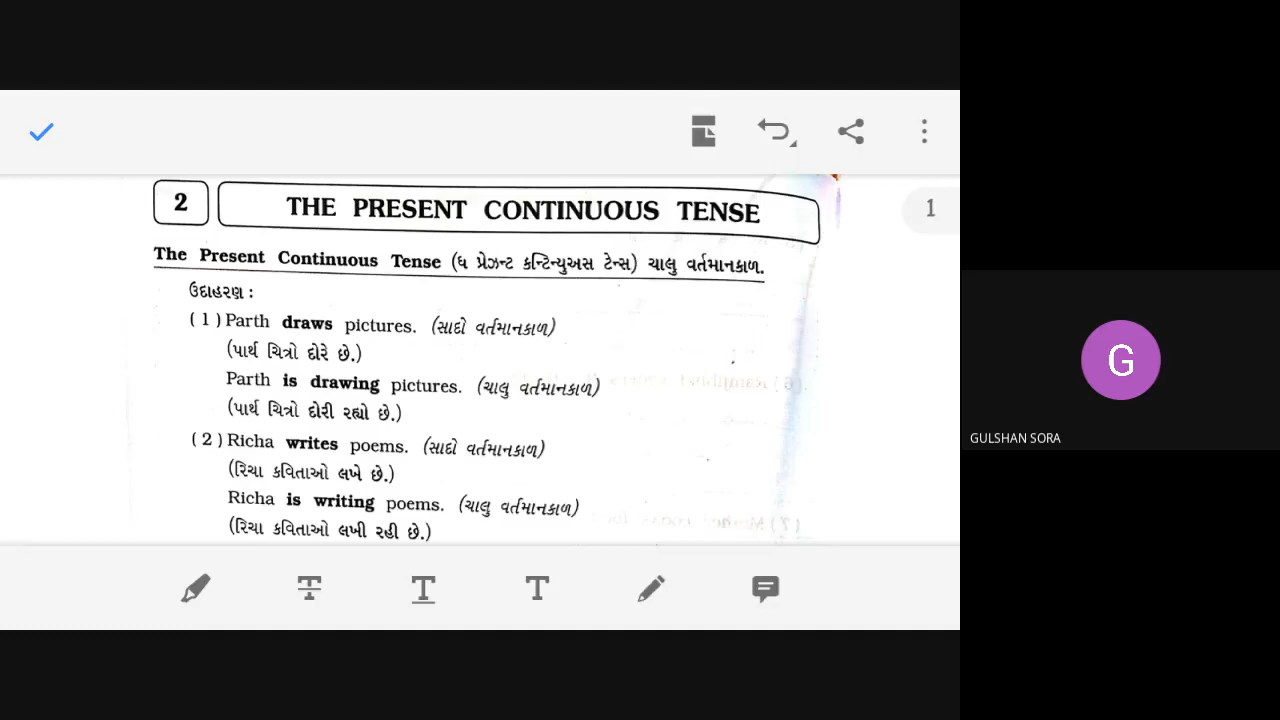 1
2 THE PRESENT CONTINUOUS TENSE
The Present Continuous Tense (ધ પ્રેઝન્ટ કન્ટિન્યુઅસ ટેન્સ) ચાલુ વર્તમાનકાળ.
ઉદાહરણ :
( 1 ) Parth draws pictures. (સાદો વર્તમાનકાળ)
(પાર્થ ચિત્રો દોરે છે.)
Parth is drawing pictures. (ચાલુ વર્તમાનકાળ)
(પાર્થ ચિત્રો દોરી રહ્યો છે.)
( 2 ) Richa writes poems. (સાદો વર્તમાનકાળ)
(રિચા કવિતાઓ લખે છે.)
Richa is writing poems. (ચાલુ વર્તમાનકાળ)
(રિચા કવિતાઓ લખી રહી છે.)
T T T
G
GULSHAN SORA